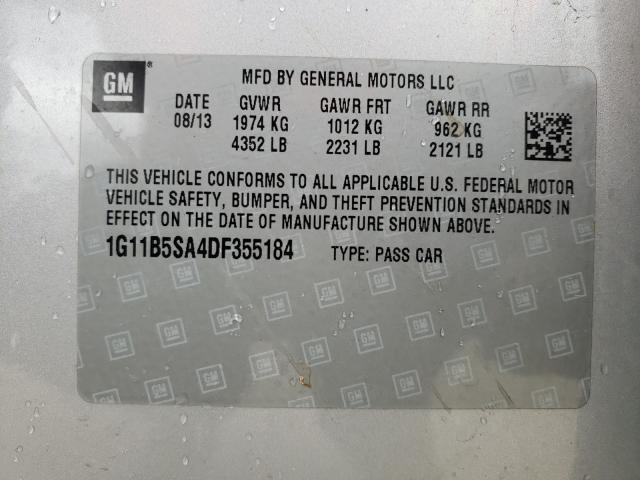 GM ® MFD BY GENERAL MOTORS LLC
DATE GVWR GAWR FRT GAWR RR
08/13 1974 KG 1012 KG 962 KG
4352 LB 2231 LB 2121 LB
THIS VEHICLE CONFORMS TO ALL APPLICABLE U.S. FEDERAL MOTOR
VEHICLE SAFETY, BUMPER, AND THEFT PREVENTION STANDARDS IN
EFFECT ON THE DATE OF MANUFACTURE SHOWN ABOVE.
1G11B5SA4DF355184 TYPE: PASS CAR